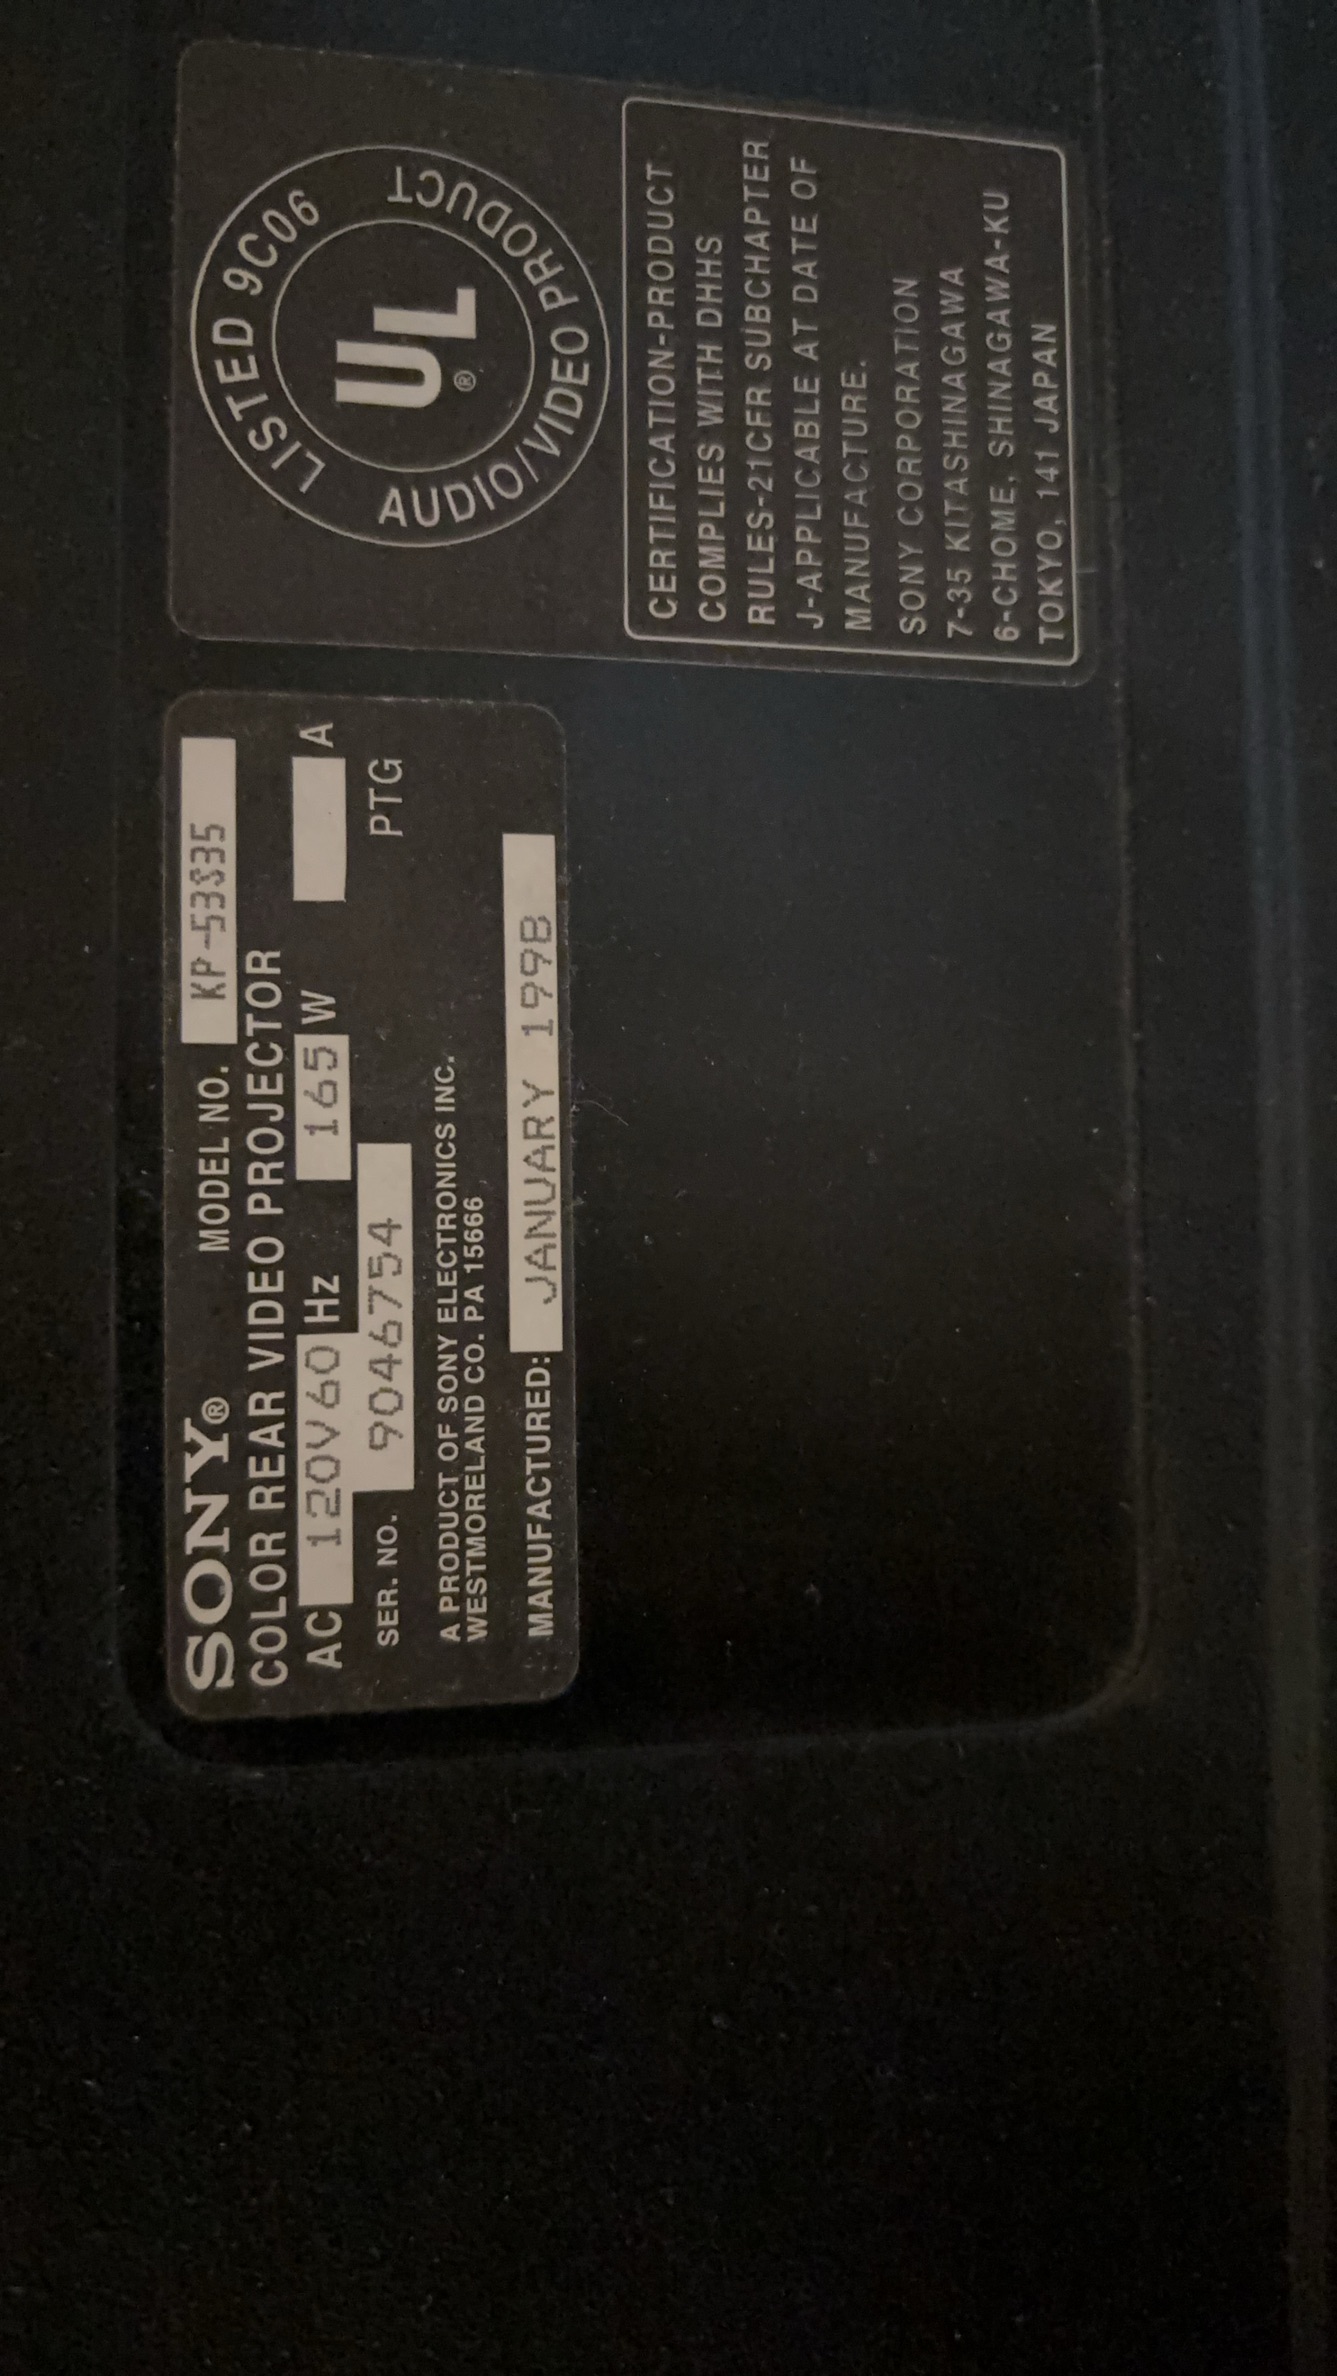 SONY® MODEL NO. KP-53S35
COLOR REAR VIDEO PROJECTOR
AC 120V60 Hz 165 W A
SER. NO. 9046754 PTG
A PRODUCT OF SONY ELECTRONICS INC.
WESTMORELAND CO. PA 15666
MANUFACTURED: JANUARY 1998
LISTED 9C06
UL®
AUDIO/VIDEO PRODUCT
CERTIFICATION-PRODUCT
COMPLIES WITH DHHS
RULES-21CFR SUBCHAPTER
J-APPLICABLE AT DATE OF
MANUFACTURE.
SONY CORPORATION
7-35 KITASHINAGAWA
6-CHOME, SHINAGAWA-KU
TOKYO, 141 JAPAN